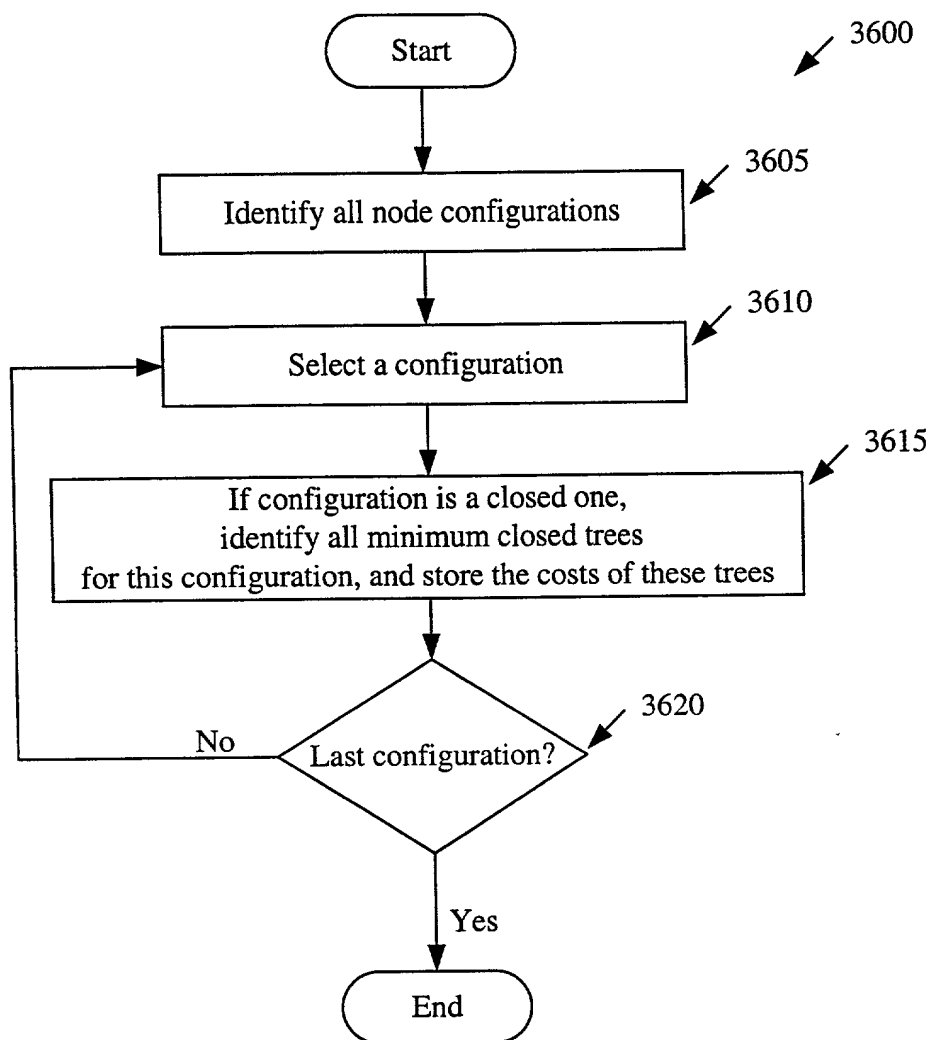 Start
3600
3605
Identify all node configurations
3610
Select a configuration
3615
If configuration is a closed one,
identify all minimum closed trees
for this configuration, and store the costs of these trees
3620
No
Last configuration?
Yes
End